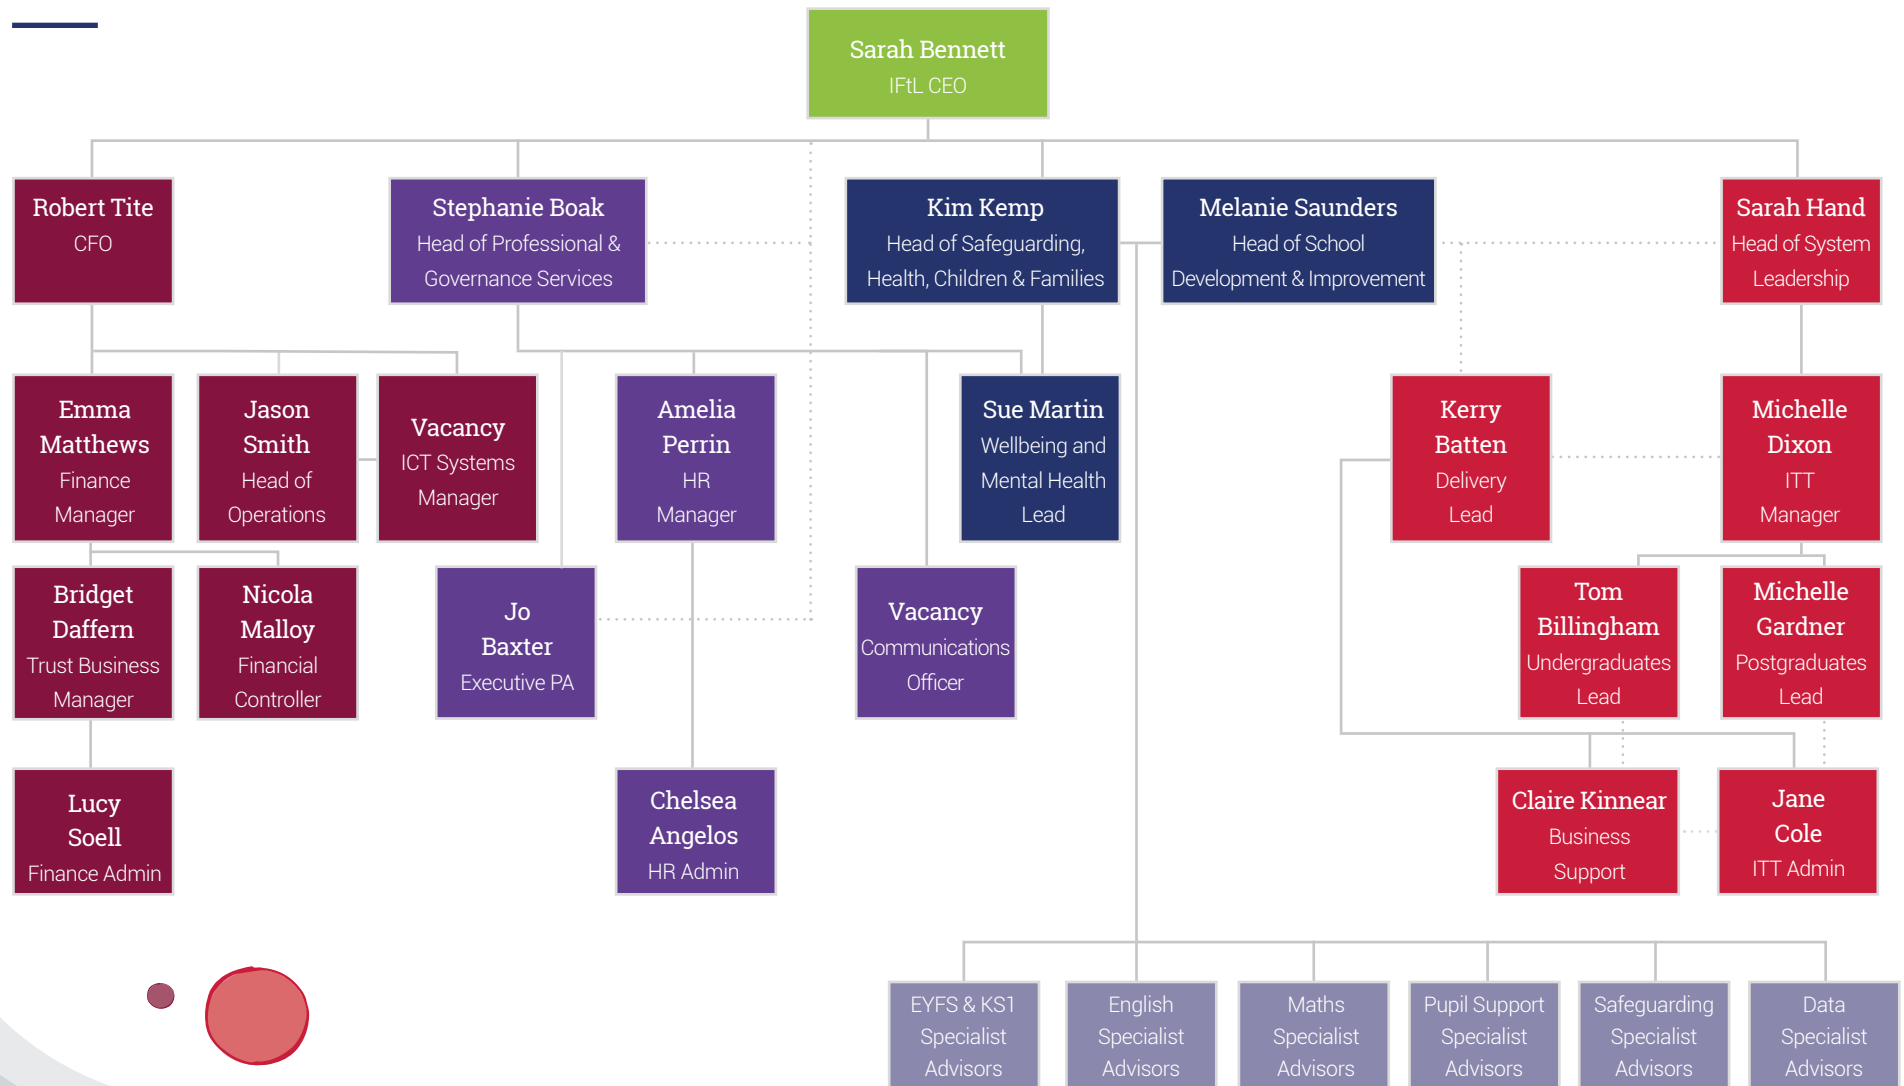 Sarah Bennett
IFtL CEO
Robert Tite
CFO
Stephanie Boak
Head of Professional &
Governance Services
Kim Kemp
Head of Safeguarding,
Health, Children & Families
Melanie Saunders
Head of School
Development & Improvement
Sarah Hand
Head of System
Leadership
Emma
Matthews
Finance
Manager
Jason
Smith
Head of
Operations
Vacancy
ICT Systems
Manager
Amelia
Perrin
HR
Manager
Sue Martin
Wellbeing and
Mental Health
Lead
Kerry
Batten
Delivery
Lead
Michelle
Dixon
ITT
Manager
Bridget
Daffern
Trust Business
Manager
Nicola
Malloy
Financial
Controller
Jo
Baxter
Executive PA
Vacancy
Communications
Officer
Tom
Billingham
Undergraduates
Lead
Michelle
Gardner
Postgraduates
Lead
Lucy
Soell
Finance Admin
Chelsea
Angelos
HR Admin
Claire Kinnear
Business
Support
Jane
Cole
ITT Admin
EYFS & KS1
Specialist
Advisors
English
Specialist
Advisors
Maths
Specialist
Advisors
Pupil Support
Specialist
Advisors
Safeguarding
Specialist
Advisors
Data
Specialist
Advisors